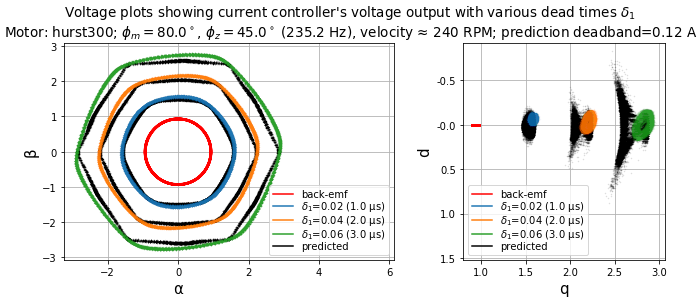 Voltage plots showing current controller's voltage output with various dead times δ₁
Motor: hurst300; ϕₘ = 80.0°, ϕ_z = 45.0° (235.2 Hz), velocity ≈ 240 RPM; prediction deadband=0.12 A
3
2
1
0
−1
−2
−3
β
−2
0
2
4
6
α
back-emf
δ₁=0.02 (1.0 µs)
δ₁=0.04 (2.0 µs)
δ₁=0.06 (3.0 µs)
predicted
-0.5
-0.0
0.5
1.0
1.5
d
1.0
1.5
2.0
2.5
3.0
q
back-emf
δ₁=0.02 (1.0 µs)
δ₁=0.04 (2.0 µs)
δ₁=0.06 (3.0 µs)
predicted